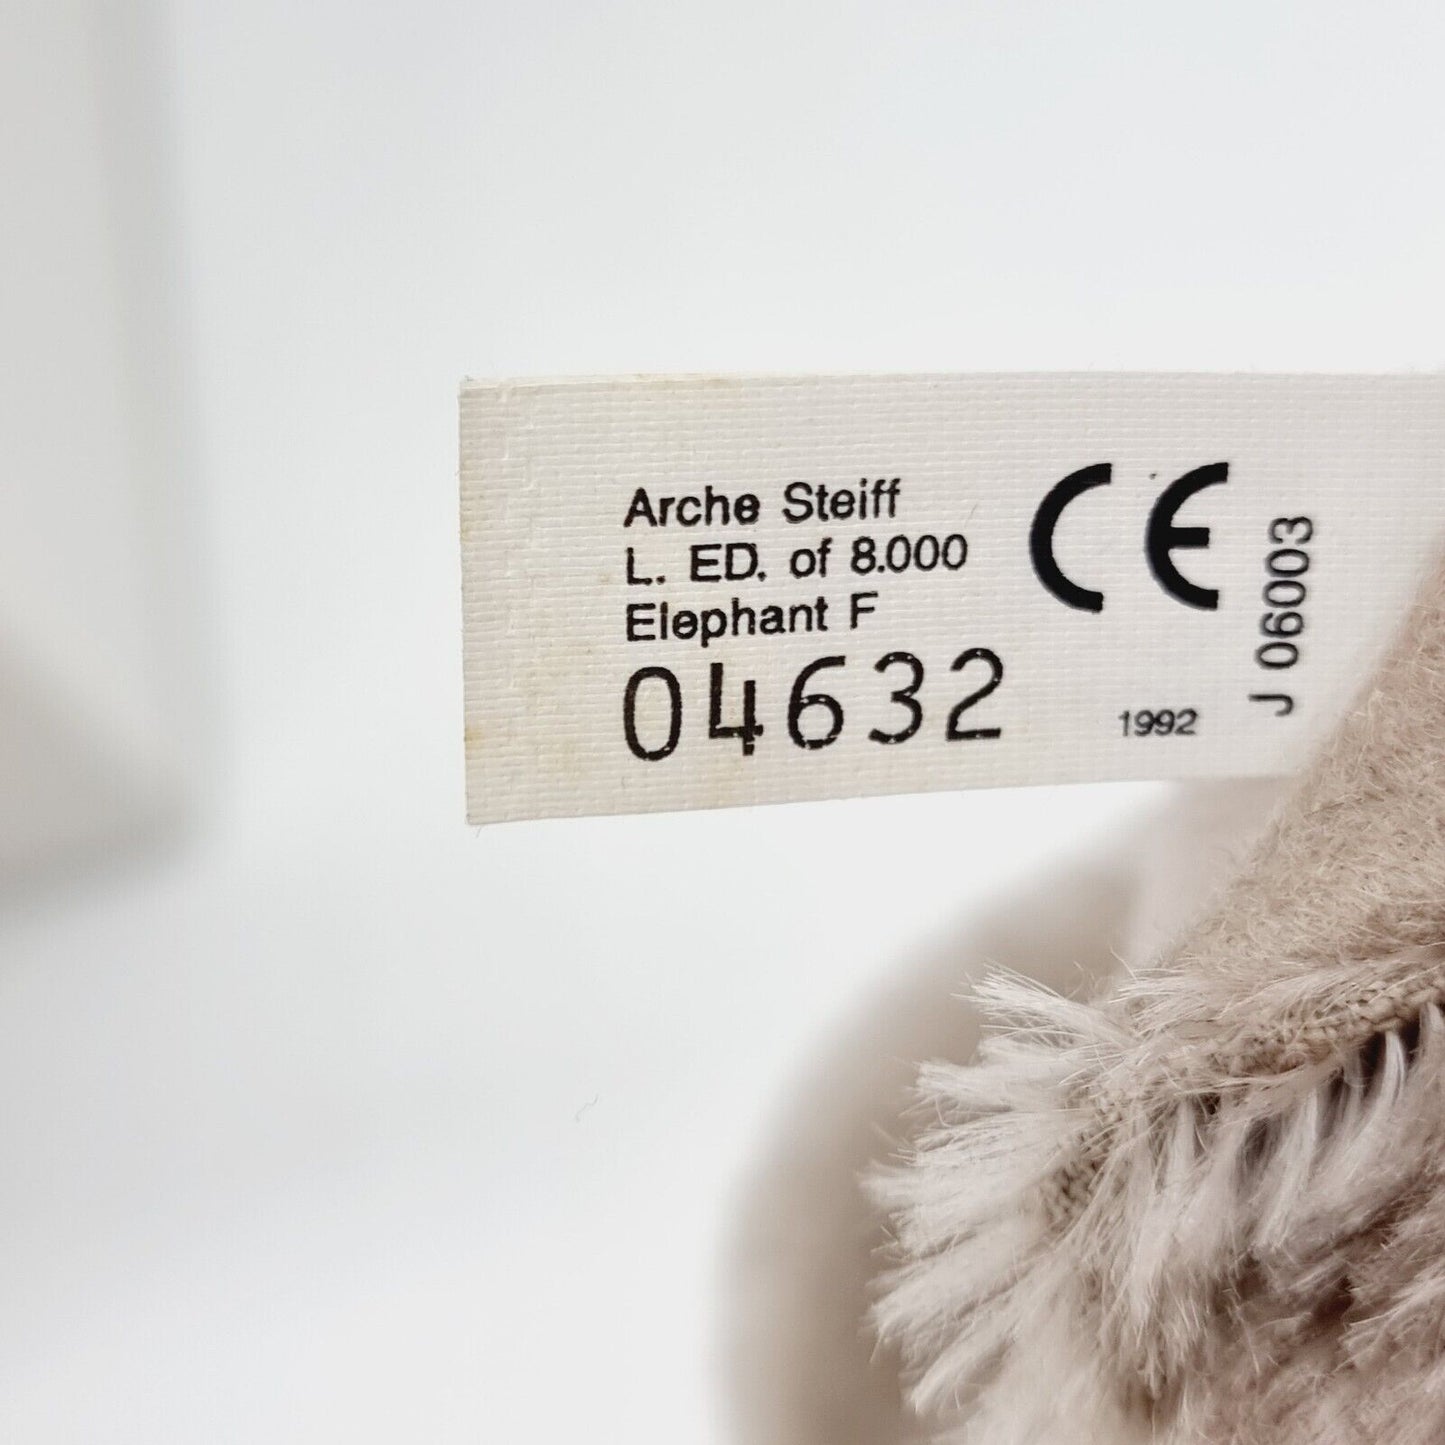 Arche Steiff
L. ED. of 8.000
Elephant F
04632
CE
1992
J 06003